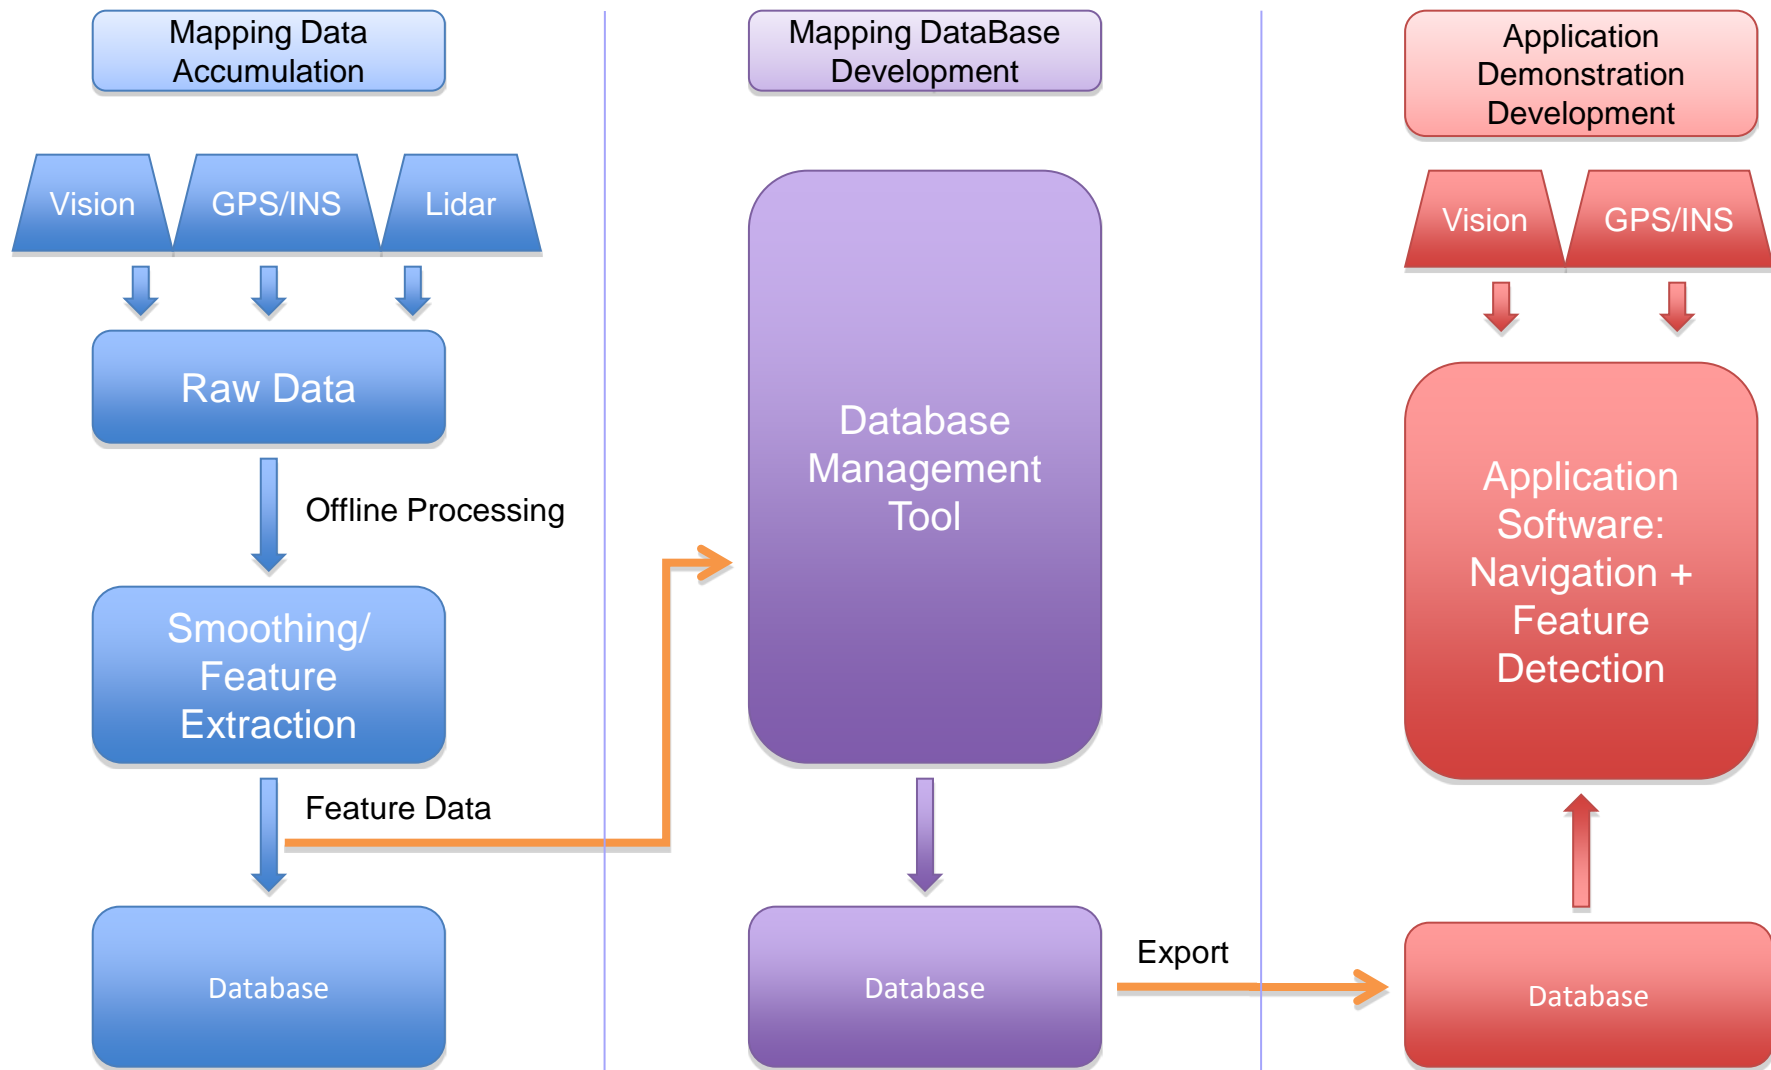 Mapping Data
Accumulation
Vision
GPS/INS
Lidar
Raw Data
Offline Processing
Smoothing/
Feature
Extraction
Feature Data
Database
Mapping DataBase
Development
Database
Management
Tool
Database
Export
Application
Demonstration
Development
Vision
GPS/INS
Application
Software:
Navigation +
Feature
Detection
Database